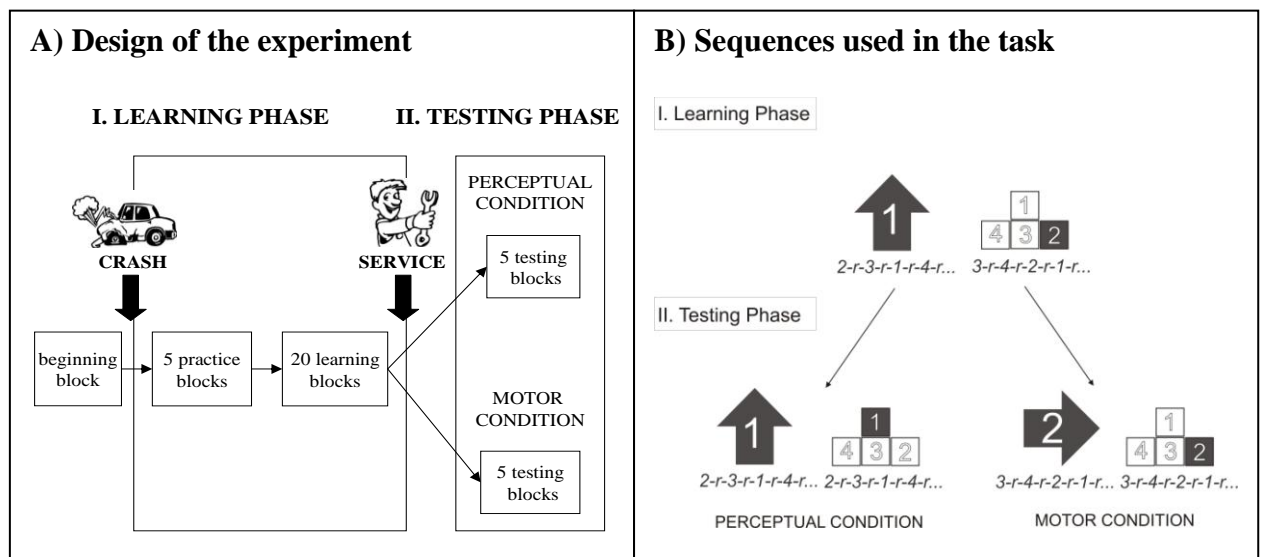 A) Design of the experiment
I. LEARNING PHASE
II. TESTING PHASE
CRASH
SERVICE
beginning
block
5 practice
blocks
20 learning
blocks
PERCEPTUAL
CONDITION
5 testing
blocks
MOTOR
CONDITION
5 testing
blocks
B) Sequences used in the task
I. Learning Phase
1
1
4 3 2
2-r-3-r-1-r-4-r... 3-r-4-r-2-r-1-r...
II. Testing Phase
1
1
4 3 2
2-r-3-r-1-r-4-r... 2-r-3-r-1-r-4-r...
PERCEPTUAL CONDITION
2
1
4 3 2
3-r-4-r-2-r-1-r... 3-r-4-r-2-r-1-r...
MOTOR CONDITION